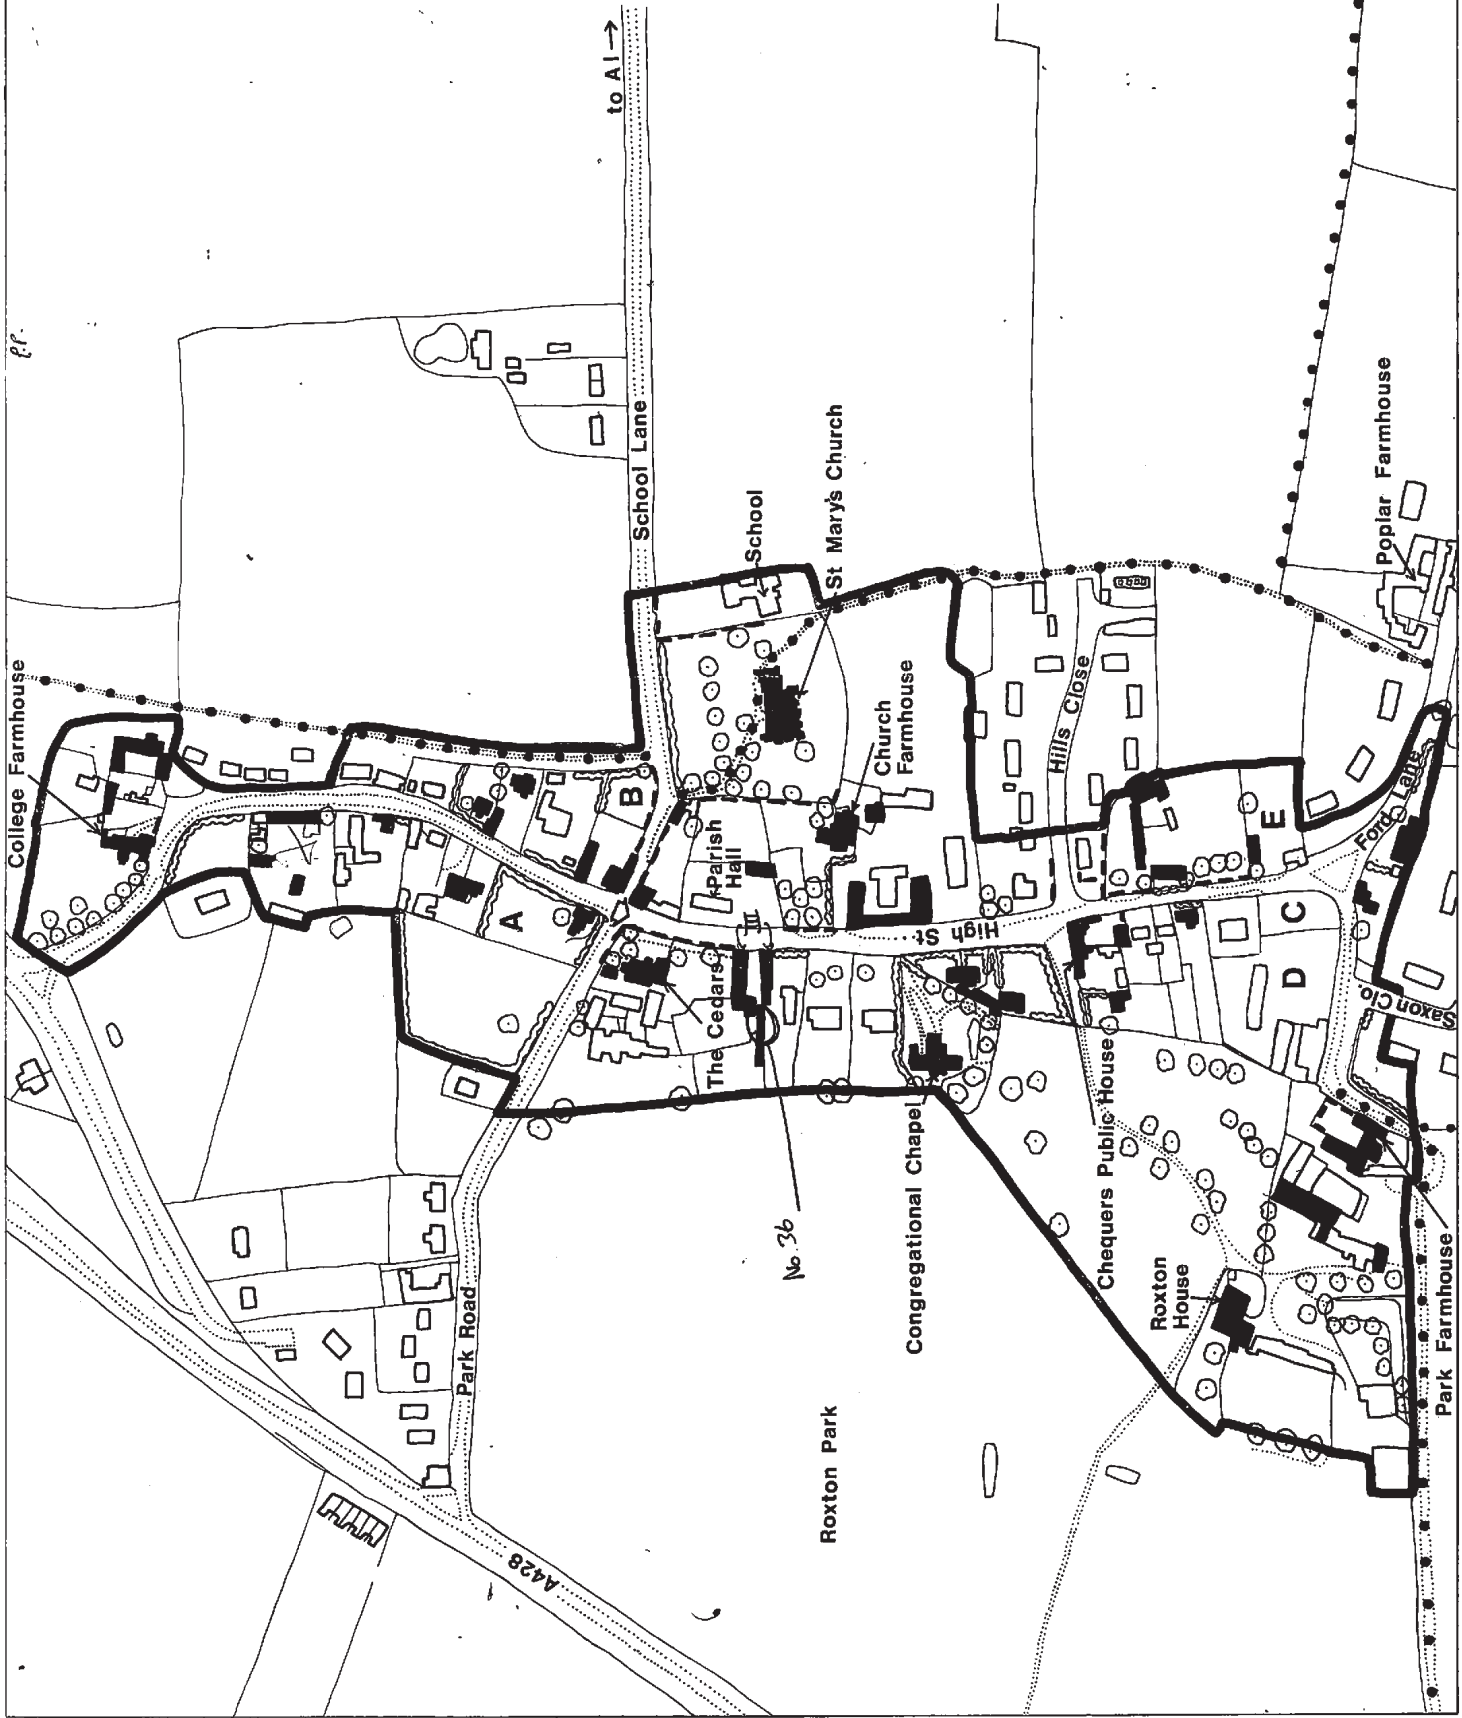 P.P.
to A1 →
College Farmhouse
School Lane
School
St Mary's Church
B
Parish
Hall
Church
Farmhouse
A
Hills Close
Poplar Farmhouse
E
Ford Lane
High St
C
D
The Cedars
Saxon Clo.
No. 36
Congregational Chapel
Chequers Public House
Park Road
Roxton
House
Park Farmhouse
Roxton Park
A428